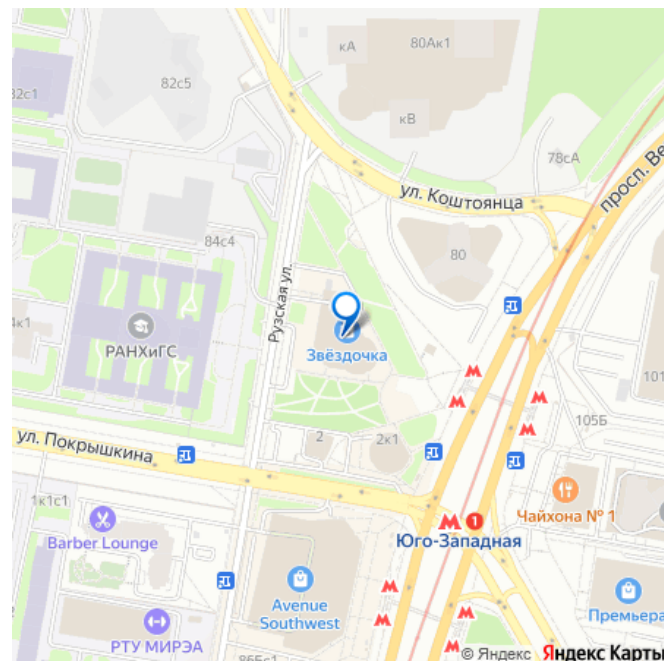 кА
80Ак1
82с5
32с1
кВ
78сА
ул. Коштоянца
просп. Ве
84с4
80
Рузская ул.
РАНХиГС
Звёздочка
4к1
101
105Б
2
2к1
ул. Покрышкина
1к1с1
Чайхона № 1
1
Юго-Западная
Barber Lounge
Avenue
Southwest
Премьера
РТУ МИРЭА
86Бс1
© Яндекс Яндекс Карты